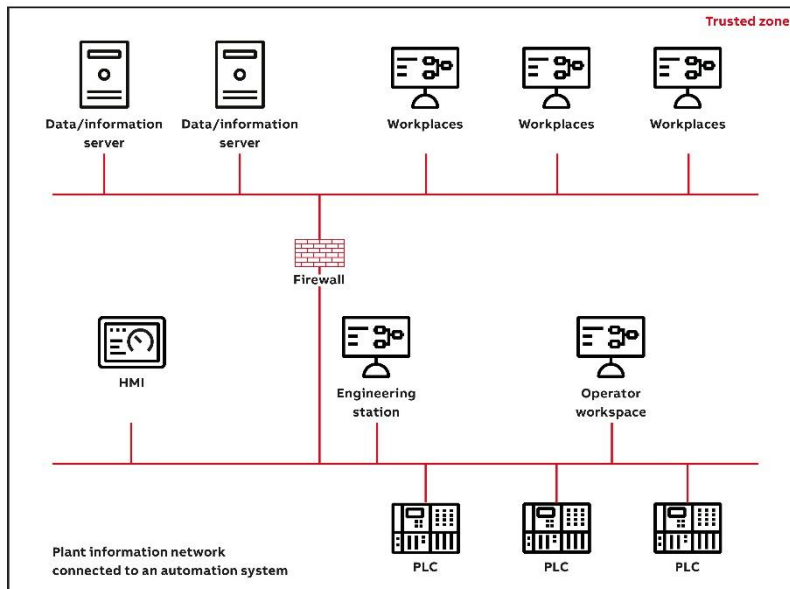 Trusted zone
Data/information
server
Data/information
server
Workplaces
Workplaces
Workplaces
Firewall
HMI
Engineering
station
Operator
workspace
PLC
PLC
PLC
Plant information network
connected to an automation system